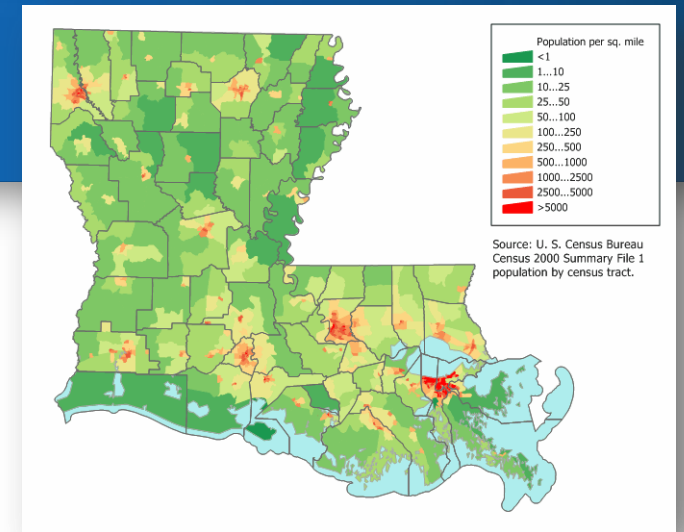 Population per sq. mile
<1
1...10
10...25
25...50
50...100
100...250
250...500
500...1000
1000...2500
2500...5000
>5000
Source: U. S. Census Bureau
Census 2000 Summary File 1
population by census tract.